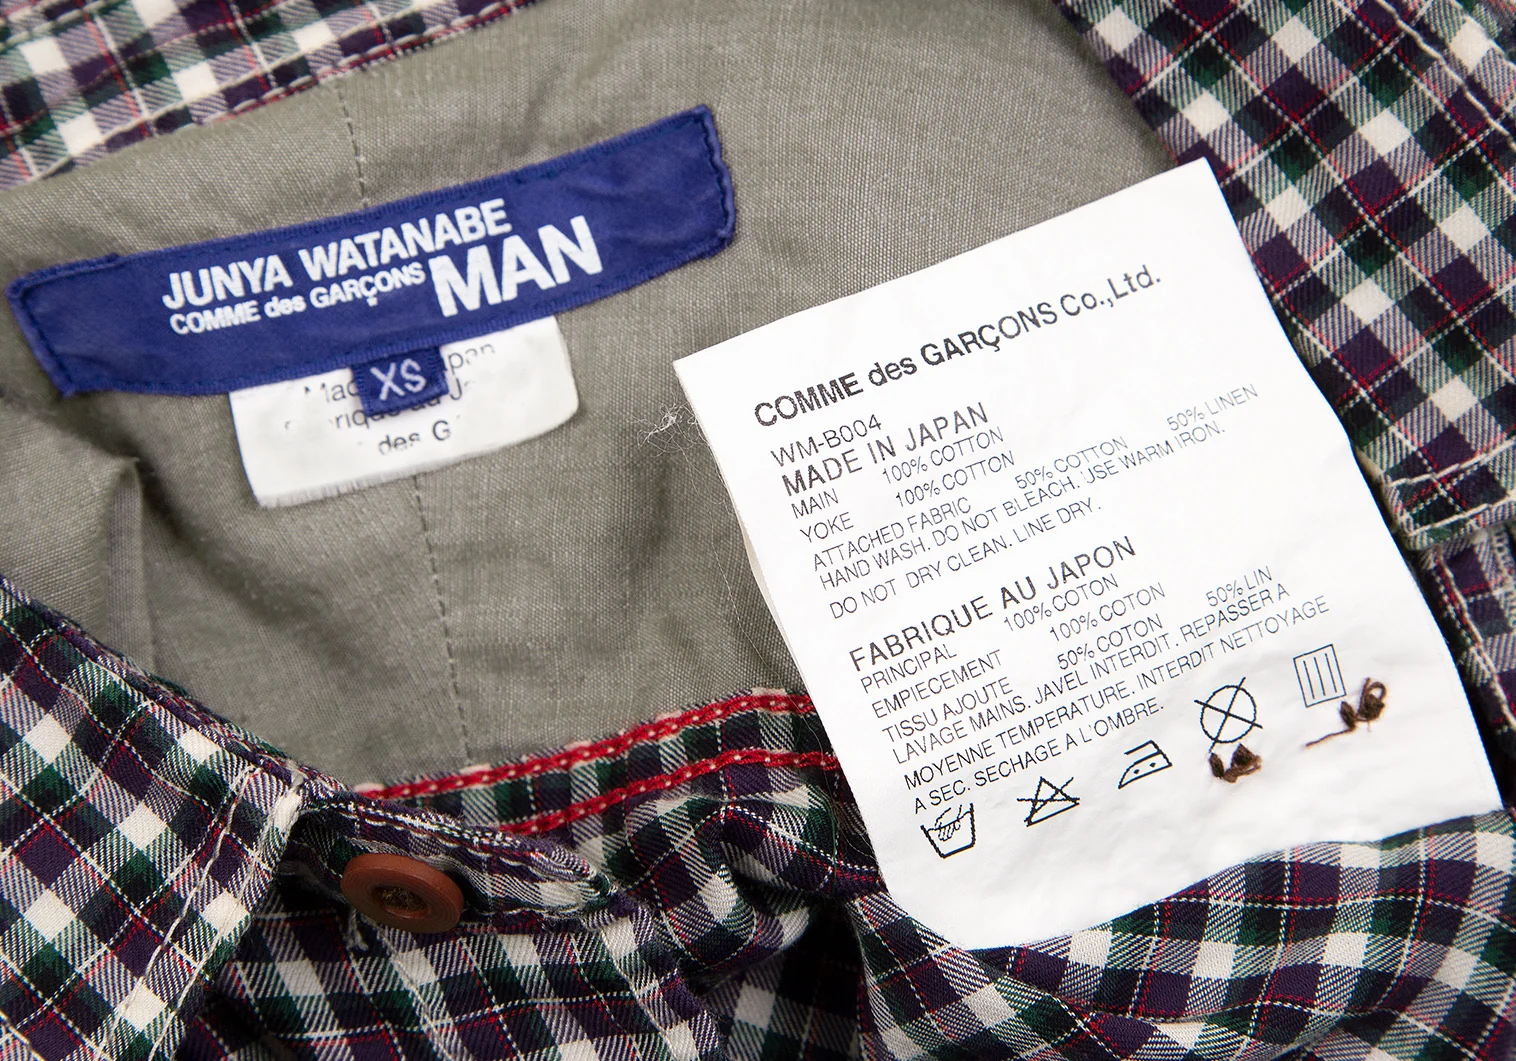 JUNYA WATANABE
COMME des GARÇONS MAN
XS
des G
COMME des GARÇONS Co.,Ltd.
WM-B004
MADE IN JAPAN
MAIN 100% COTTON
YOKE 100% COTTON
ATTACHED FABRIC 50% COTTON 50% LINEN
HAND WASH. DO NOT BLEACH. USE WARM IRON.
DO NOT DRY CLEAN. LINE DRY.
FABRIQUE AU JAPON
PRINCIPAL 100% COTON
EMPIECEMENT 100% COTON
TISSU AJOUTE 50% COTON 50% LIN
LAVAGE MAINS. JAVEL INTERDIT. REPASSER A
MOYENNE TEMPERATURE. INTERDIT NETTOYAGE
A SEC. SECHAGE A L'OMBRE.